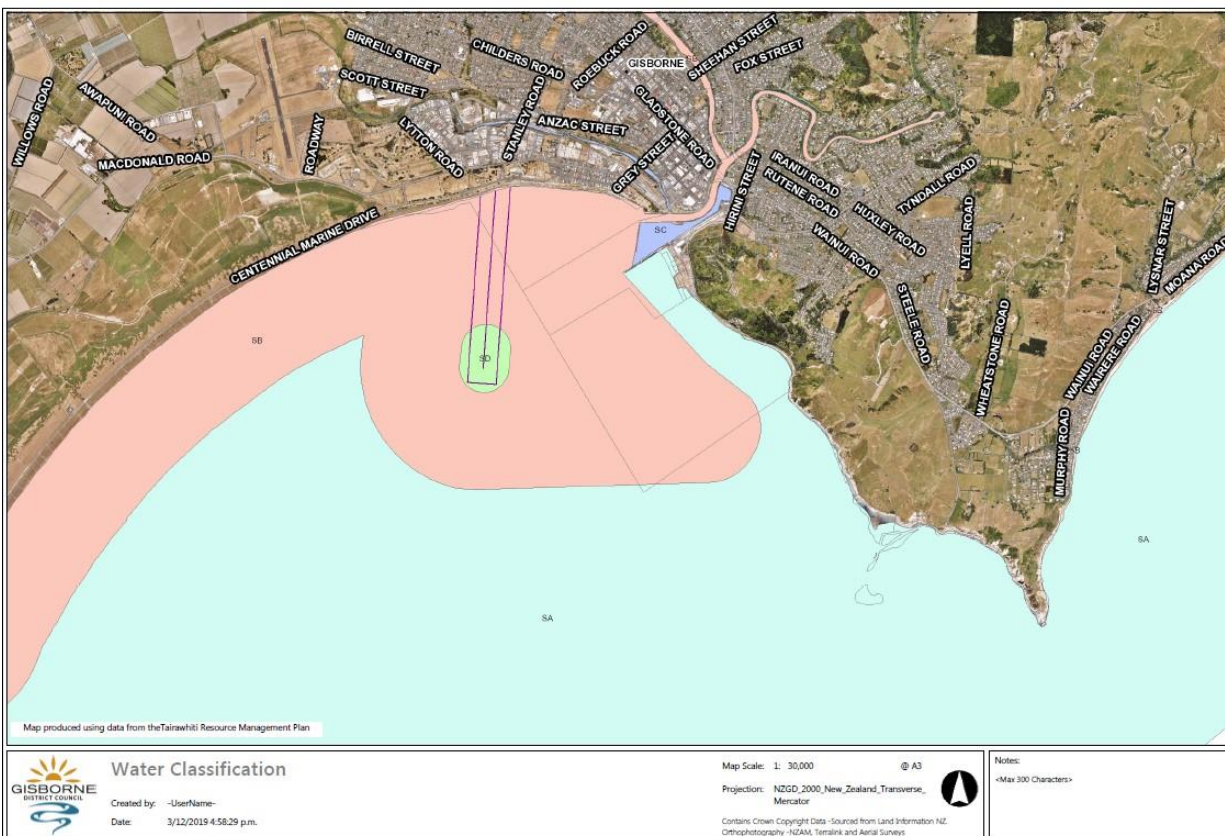 BIRRELL STREET
CHILDERS ROAD
ROEBUCK ROAD
SHEEHAN STREET
GISBORNE
FOX STREET
SCOTT STREET
STANLEY ROAD
GLADSTONE ROAD
WILLOWS ROAD
AWAPUNI ROAD
ROADWAY
LYTTON ROAD
ANZAC STREET
MACDONALD ROAD
GREY STREET
IRANUI ROAD
RUTENE ROAD
TYNDALL ROAD
HIRINI STREET
HUXLEY ROAD
CENTENNIAL MARINE DRIVE
SC
WAINUI ROAD
LYELL ROAD
LYSNAR STREET
MOANA ROAD
STEELE ROAD
SB
SD
WHEATSTONE ROAD
WAINUI ROAD
WAIRERE ROAD
MURPHY ROAD
SA
SA
Map produced using data from theTairawhiti Resource Management Plan
GISBORNE
DISTRICT COUNCIL
Water Classification
Created by: -UserName-
Date: 3/12/2019 4:58:29 p.m.
Map Scale: 1: 30,000 @ A3
Projection: NZGD_2000_New_Zealand_Transverse_
Mercator
Contains Crown Copyright Data -Sourced from Land Information NZ.
Orthophotography -NZAM, Terralink and Aerial Surveys
Notes:
<Max 300 Characters>